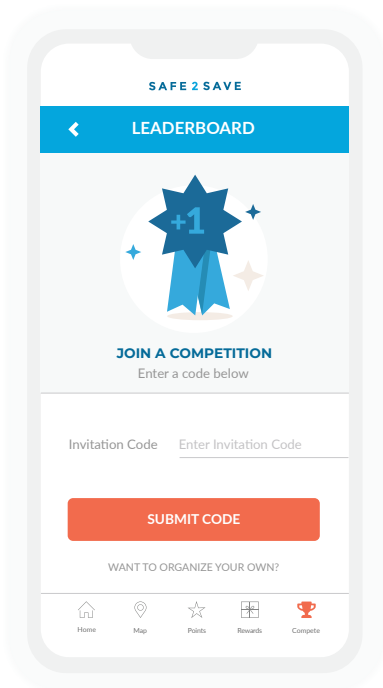 SAFE 2 SAVE
LEADERBOARD
+1
JOIN A COMPETITION
Enter a code below
Invitation Code Enter Invitation Code
SUBMIT CODE
WANT TO ORGANIZE YOUR OWN?
Home Map Points Rewards Compete